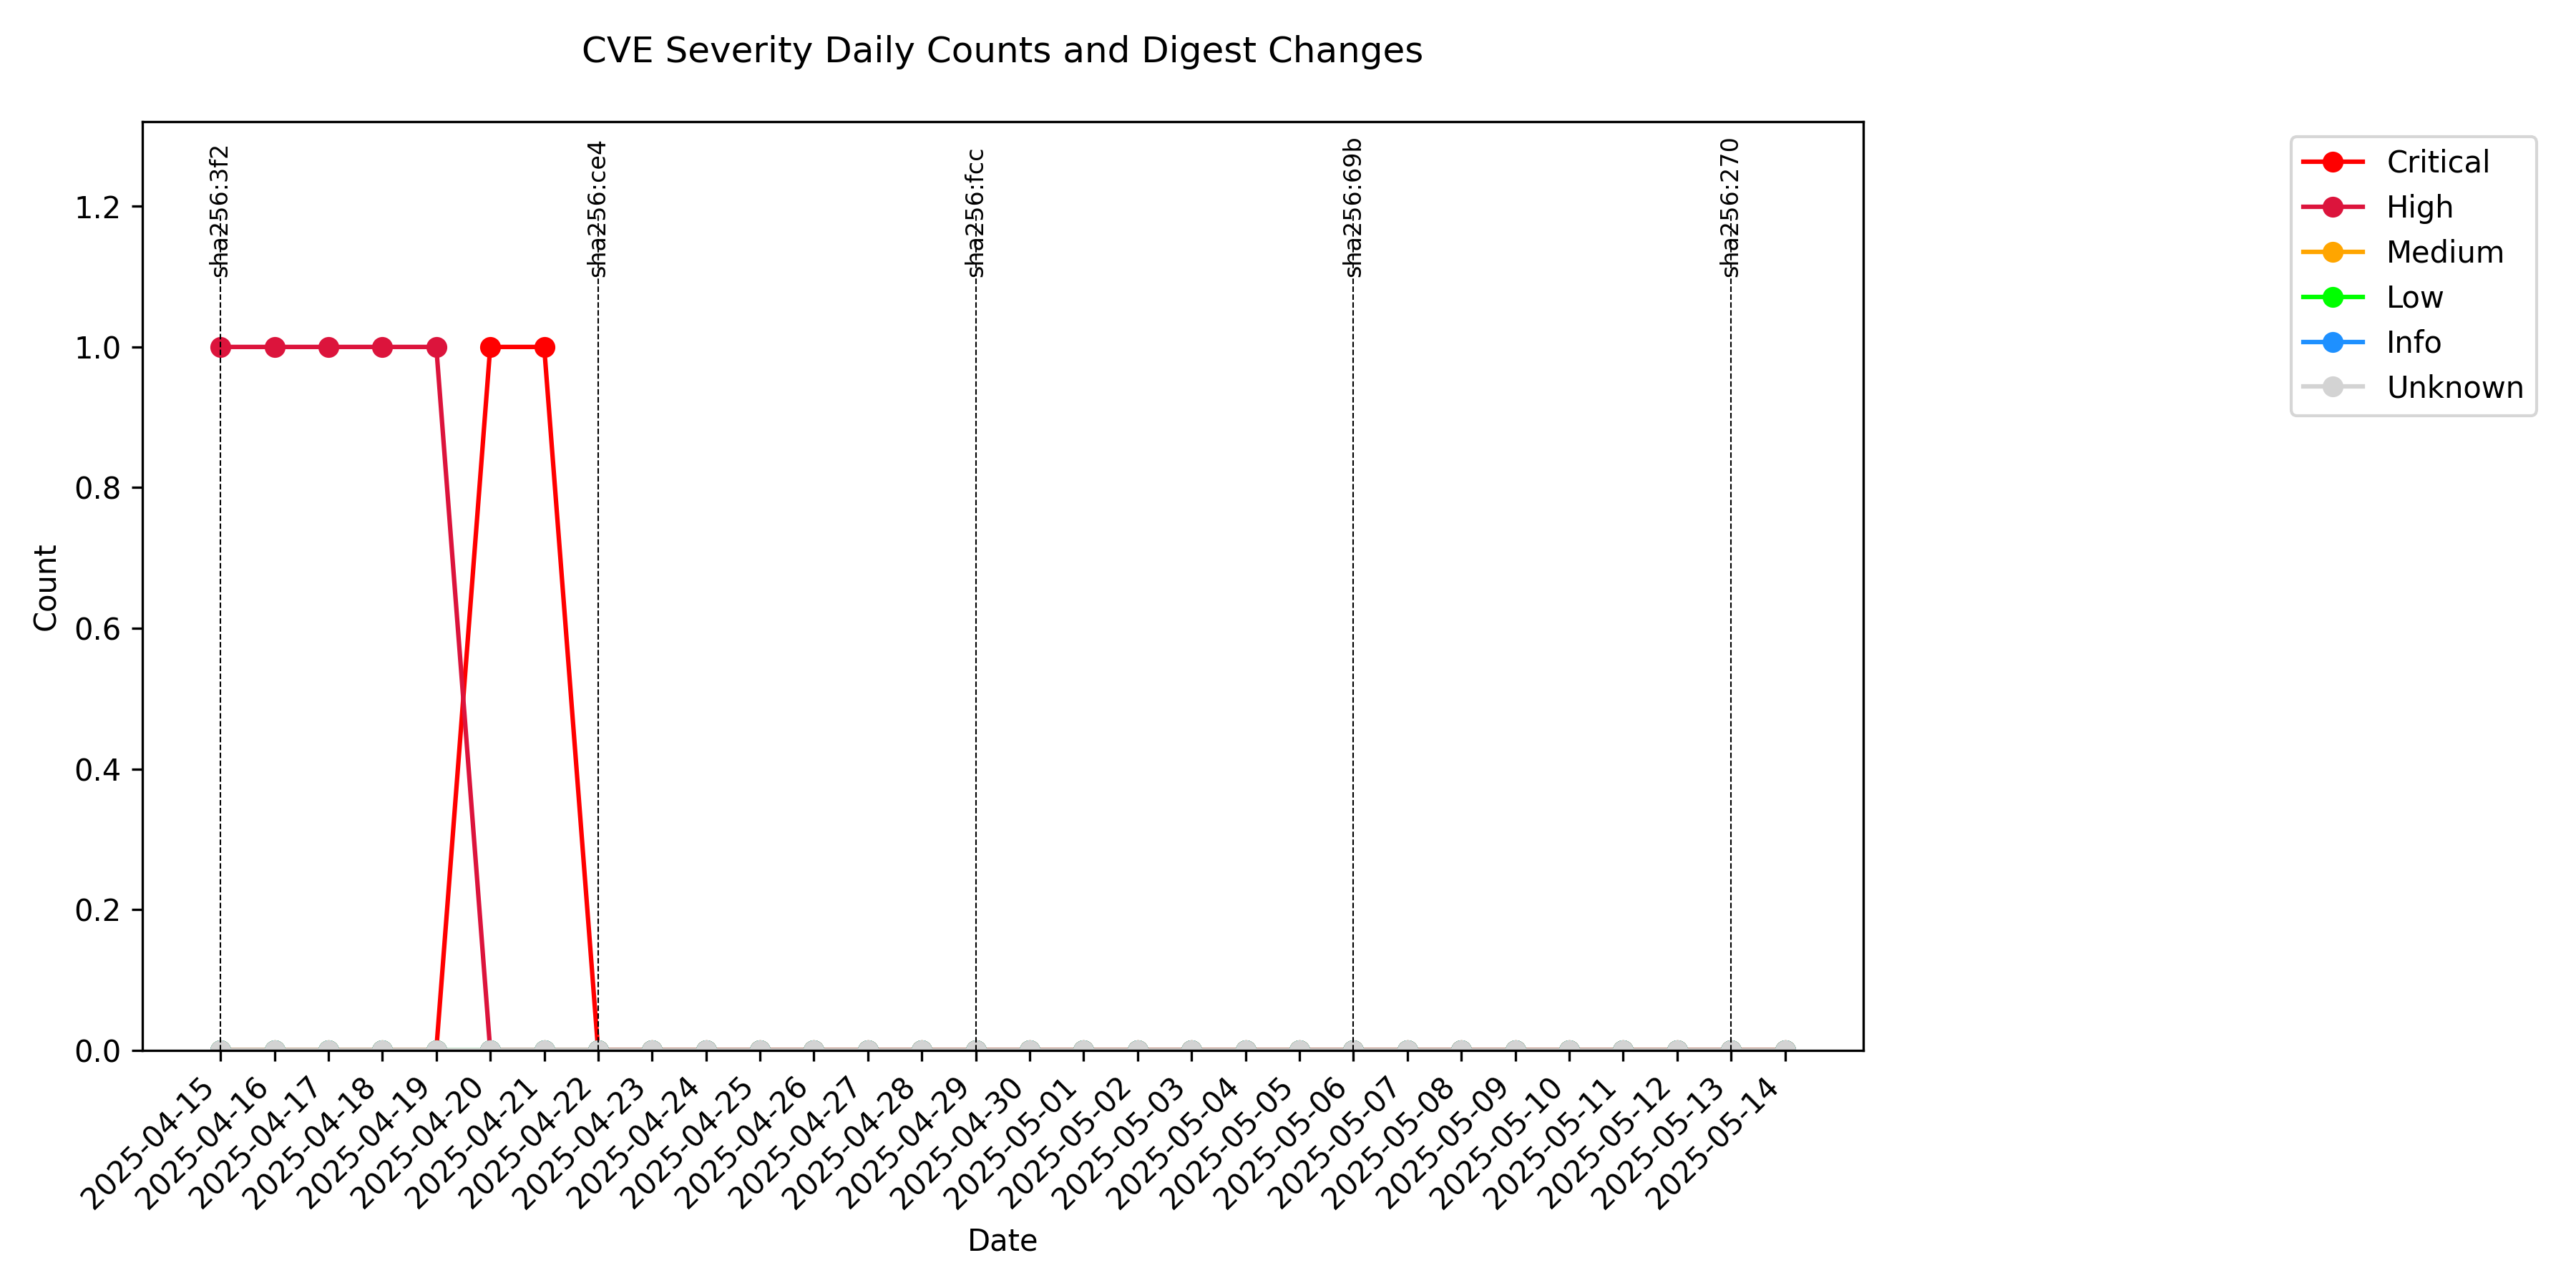 CVE Severity Daily Counts and Digest Changes
sha256:3f2
sha256:ce4
sha256:fcc
sha256:69b
sha256:270
Critical
High
Medium
Low
Info
Unknown
1.2
1.0
0.8
0.6
0.4
0.2
0.0
Count
2025-04-15
2025-04-16
2025-04-17
2025-04-18
2025-04-19
2025-04-20
2025-04-21
2025-04-22
2025-04-23
2025-04-24
2025-04-25
2025-04-26
2025-04-27
2025-04-28
2025-04-29
2025-04-30
2025-05-01
2025-05-02
2025-05-03
2025-05-04
2025-05-05
2025-05-06
2025-05-07
2025-05-08
2025-05-09
2025-05-10
2025-05-11
2025-05-12
2025-05-13
2025-05-14
Date